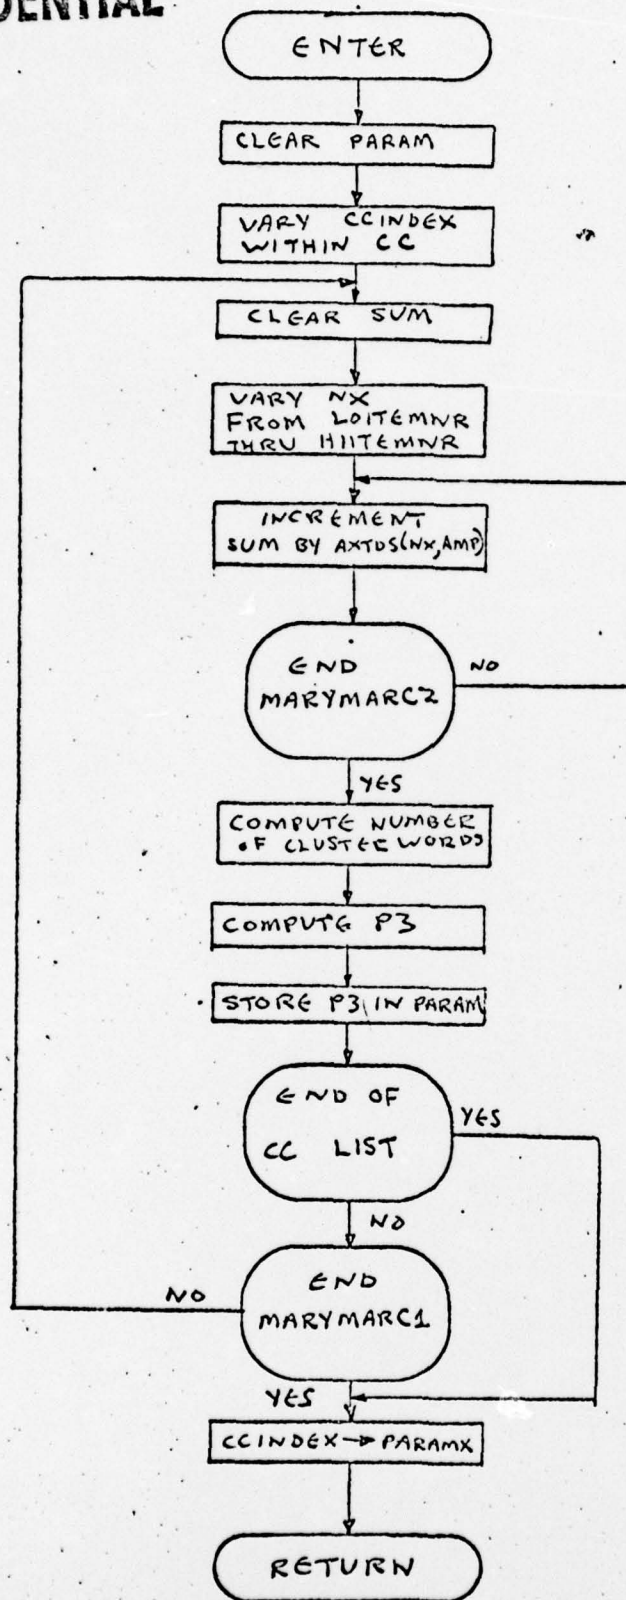 DENTIAL
ENTER
CLEAR PARAM
VARY CCINDEX
WITHIN CC
CLEAR SUM
VARY NX
FROM LOITEMNR
THRU HIITEMNR
INCREMENT
SUM BY AXTDS(NX,AMP)
END
MARYMARC2
NO
YES
COMPUTE NUMBER
OF CLUSTER WORDS
COMPUTE P3
STORE P3 IN PARAM
END OF
CC LIST
YES
NO
END
MARYMARC1
NO
YES
CCINDEX→PARAMX
RETURN